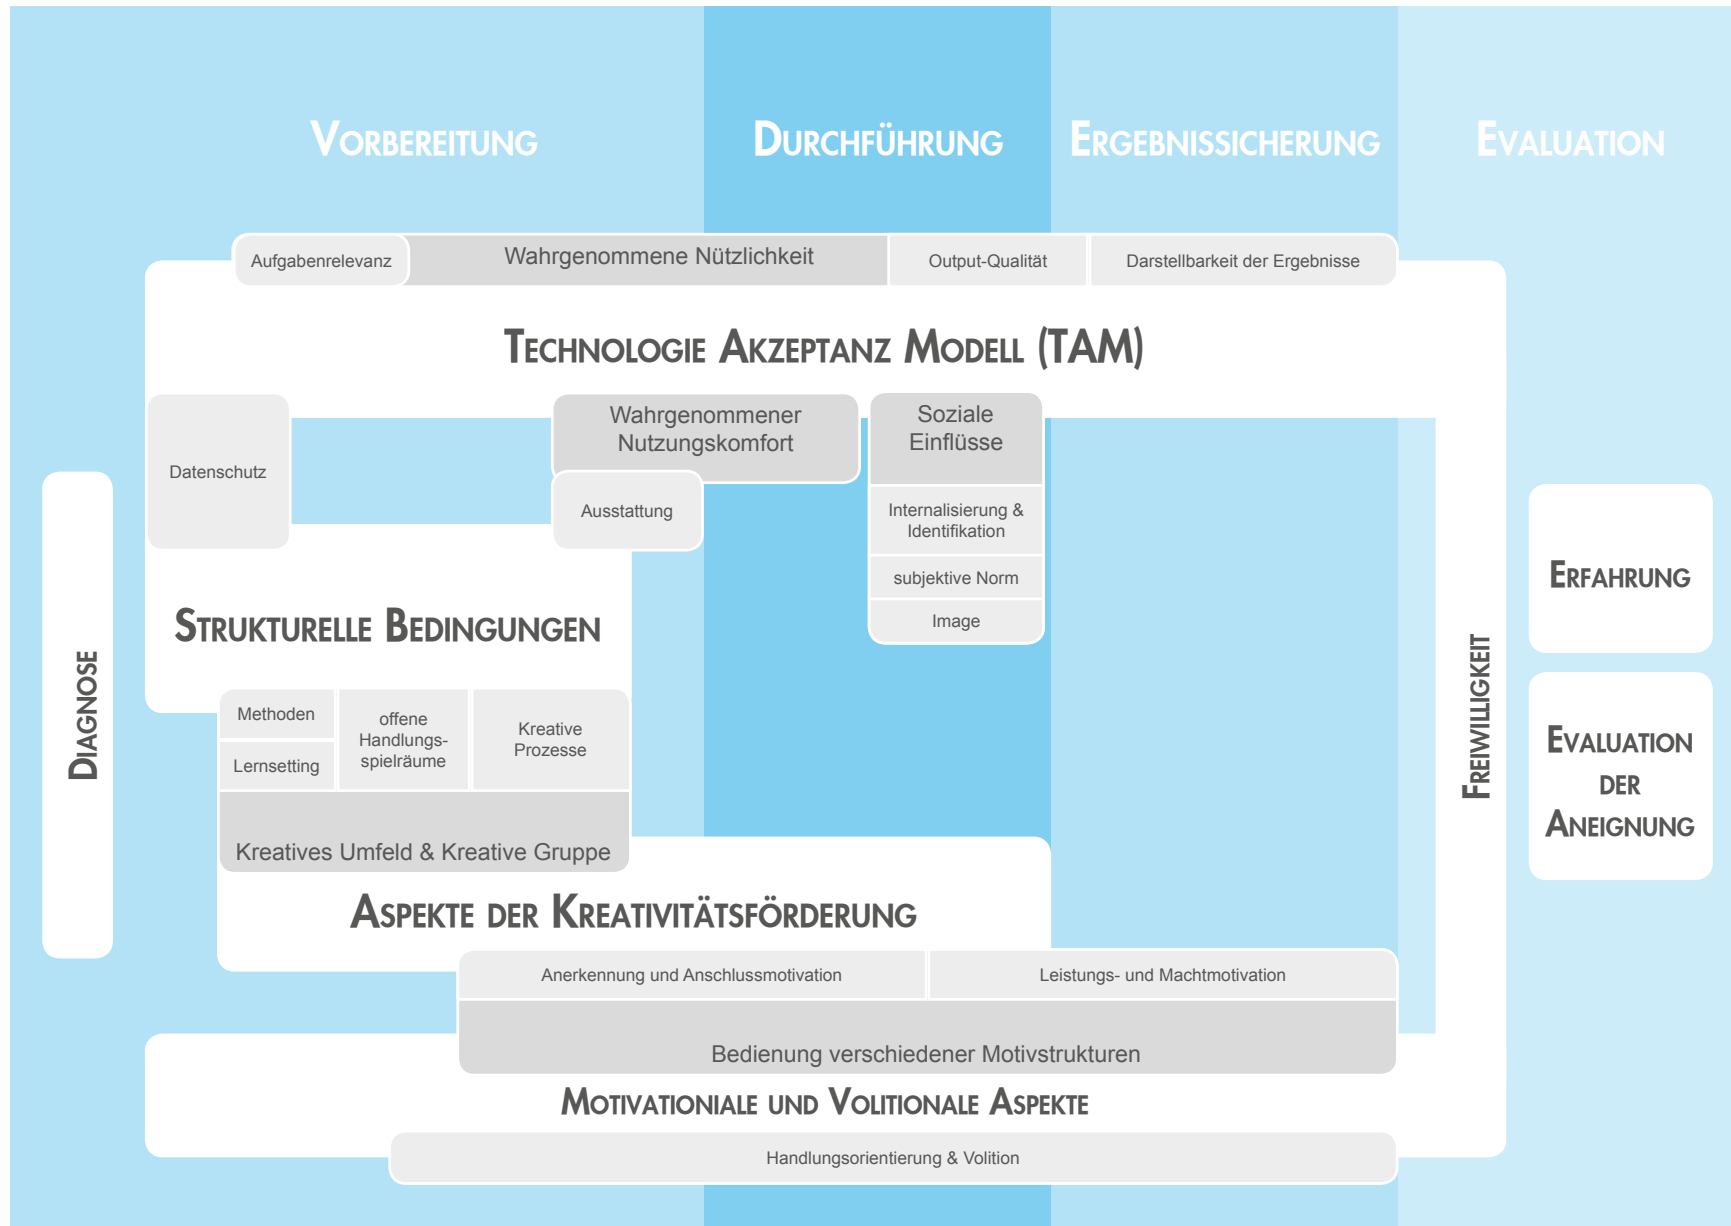 Vorbereitung
Durchführung
Ergebnissicherung
Evaluation
Aufgabenrelevanz
Wahrgenommene Nützlichkeit
Output-Qualität
Darstellbarkeit der Ergebnisse
Technologie Akzeptanz Modell (TAM)
Datenschutz
Wahrgenommener
Nutzungskomfort
Ausstattung
Soziale
Einflüsse
Internalisierung &
Identifikation
subjektive Norm
Image
Strukturelle Bedingungen
Diagnose
Methoden
Lernsetting
offene
Handlungs-
spielräume
Kreative
Prozesse
Kreatives Umfeld & Kreative Gruppe
Aspekte der Kreativitätsförderung
Anerkennung und Anschlussmotivation
Leistungs- und Machtmotivation
Bedienung verschiedener Motivstrukturen
Motivationiale und Volitionale Aspekte
Handlungsorientierung & Volition
Freiwilligkeit
Erfahrung
Evaluation
der
Aneignung